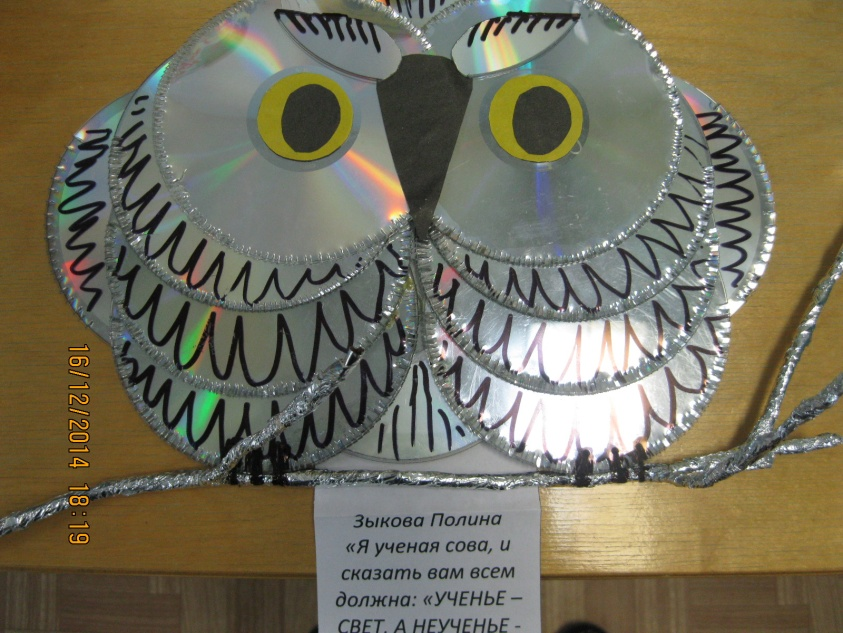 Зыкова Полина
«Я ученая сова, и
сказать вам всем
должна: «УЧЕНЬЕ –
СВЕТ, А НЕУЧЕНЬЕ -
16/12/2014 18:19